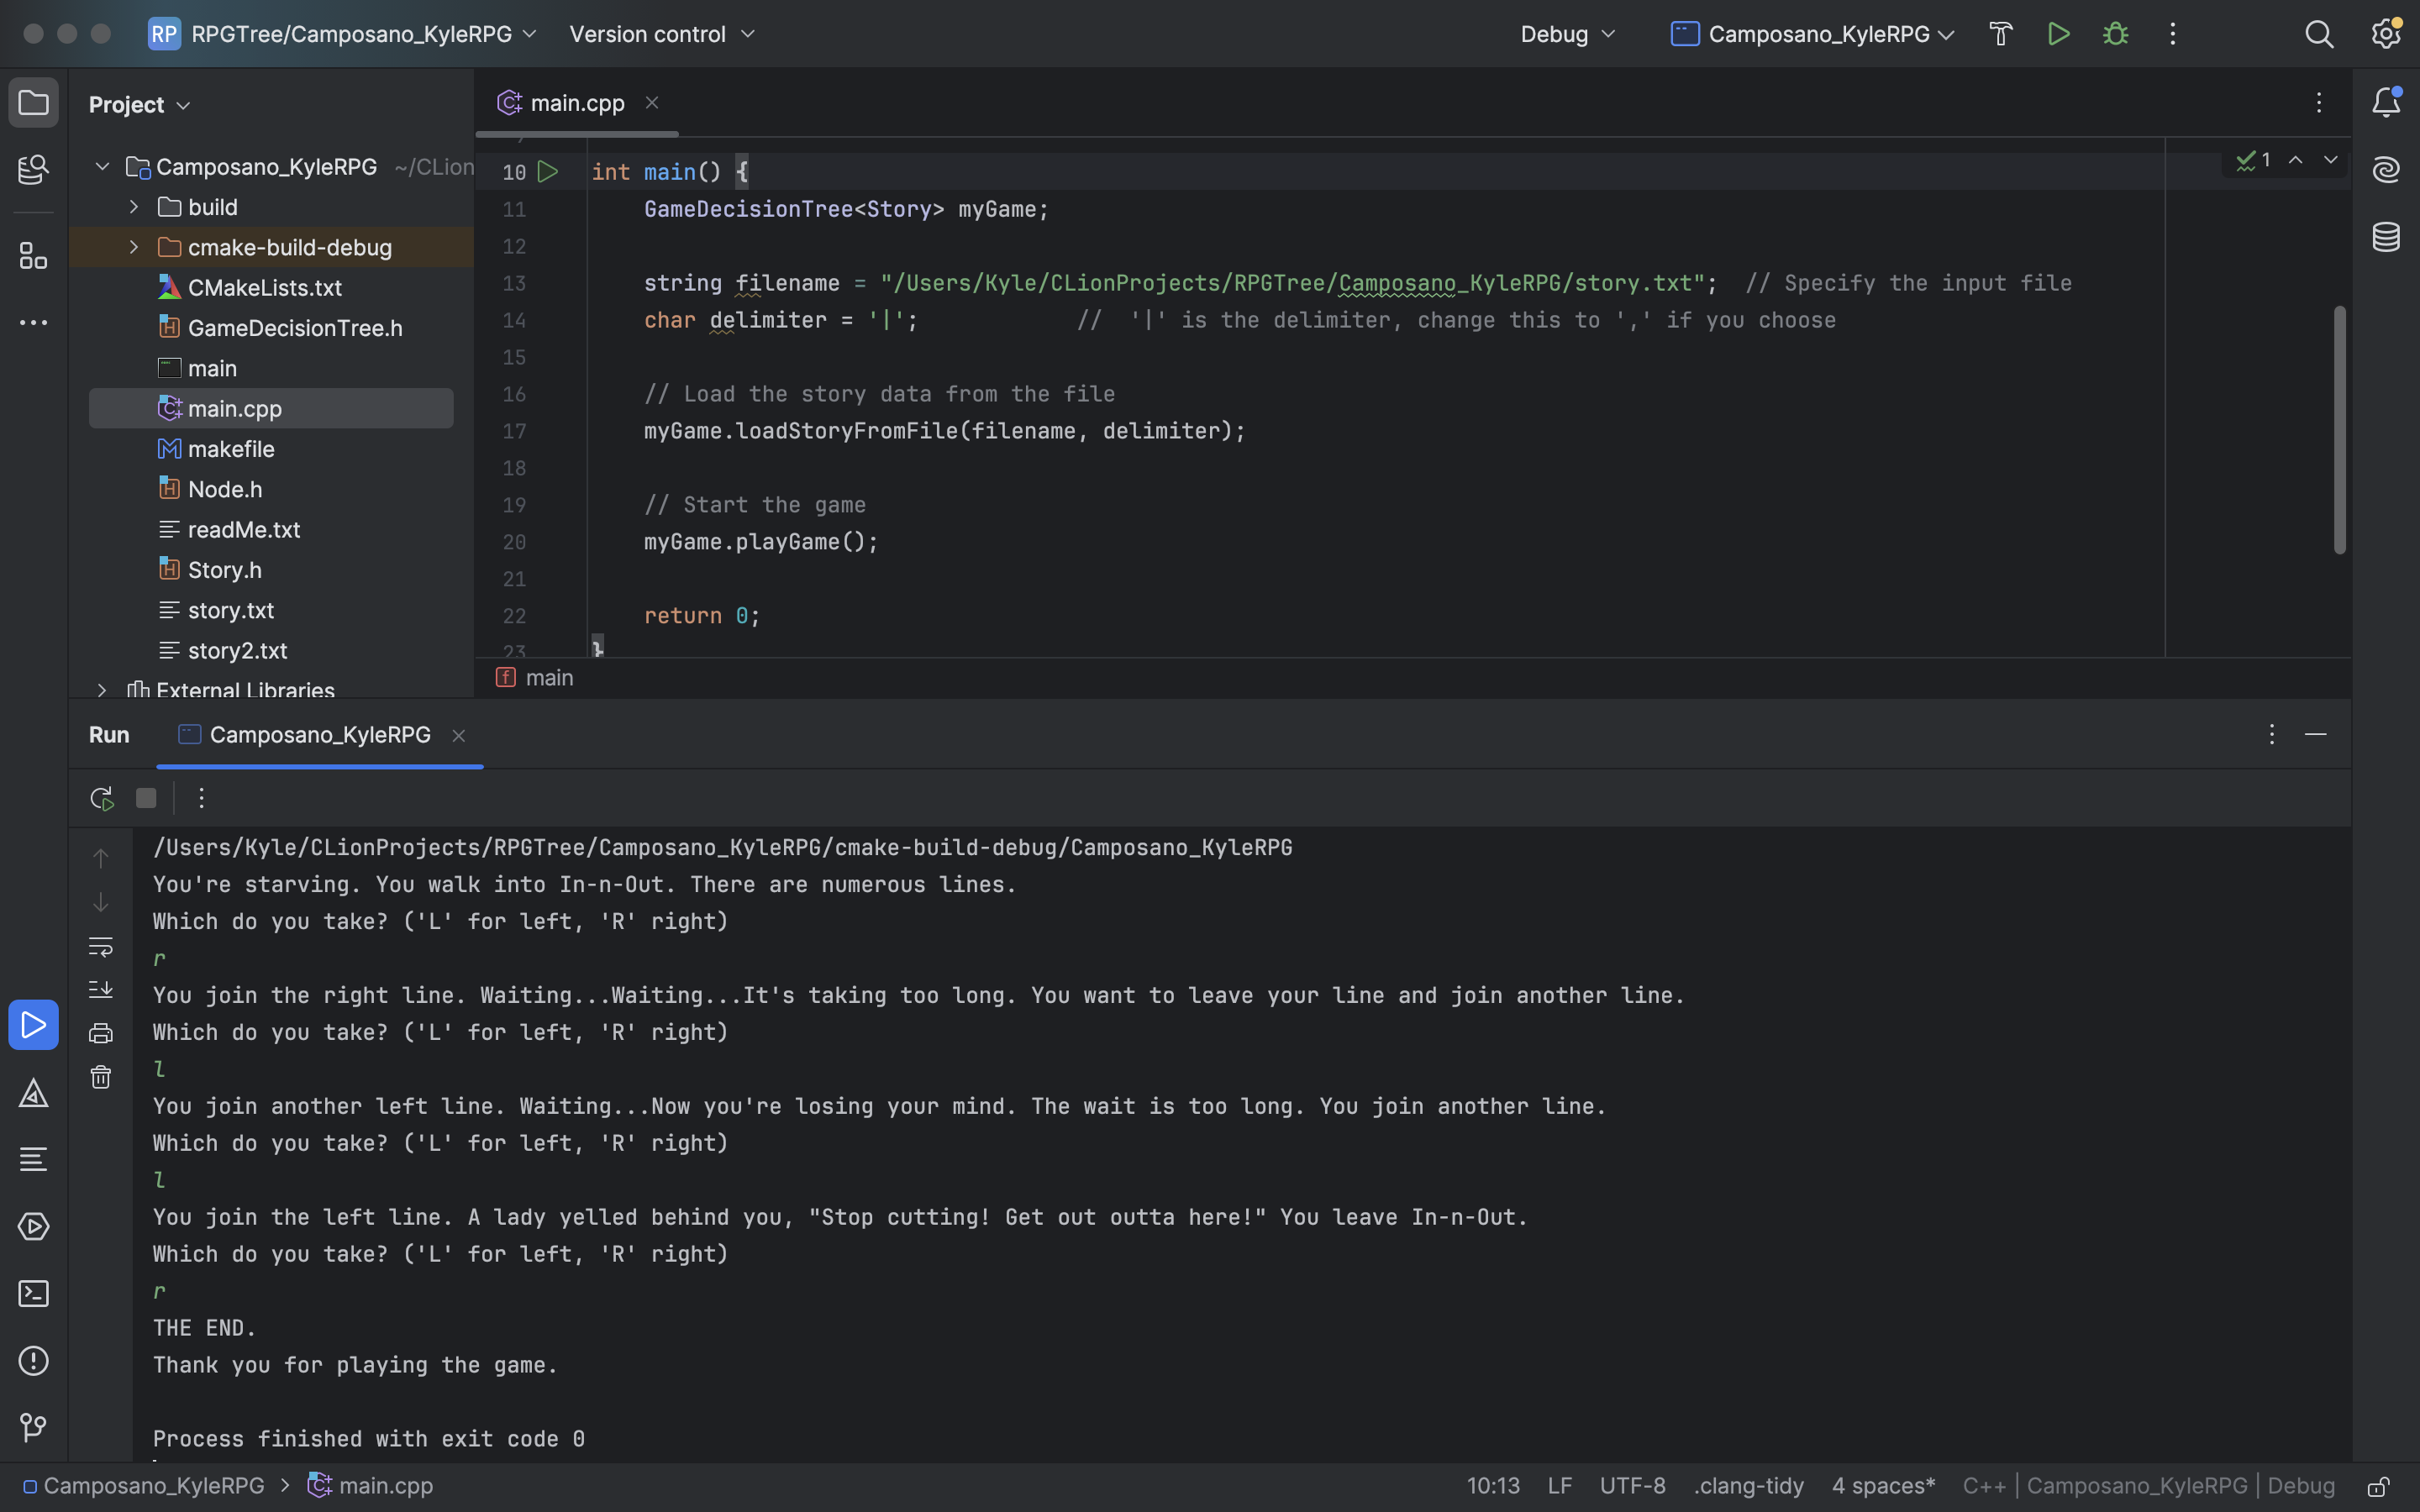 RP RPGTree/Camposano_KyleRPG Version control Debug Camposano_KyleRPG
Project
Camposano_KyleRPG ~/CLion
build
cmake-build-debug
CMakeLists.txt
GameDecisionTree.h
main
main.cpp
makefile
Node.h
readMe.txt
Story.h
story.txt
story2.txt
External Libraries
main.cpp
1
10 int main() {
11 GameDecisionTree<Story> myGame;
12
13 string filename = "/Users/Kyle/CLionProjects/RPGTree/Camposano_KyleRPG/story.txt"; // Specify the input file
14 char delimiter = '|'; // '|' is the delimiter, change this to ',' if you choose
15
16 // Load the story data from the file
17 myGame.loadStoryFromFile(filename, delimiter);
18
19 // Start the game
20 myGame.playGame();
21
22 return 0;
23 }
f main
Run Camposano_KyleRPG
/Users/Kyle/CLionProjects/RPGTree/Camposano_KyleRPG/cmake-build-debug/Camposano_KyleRPG
You're starving. You walk into In-n-Out. There are numerous lines.
Which do you take? ('L' for left, 'R' right)
r
You join the right line. Waiting...Waiting...It's taking too long. You want to leave your line and join another line.
Which do you take? ('L' for left, 'R' right)
l
You join another left line. Waiting...Now you're losing your mind. The wait is too long. You join another line.
Which do you take? ('L' for left, 'R' right)
l
You join the left line. A lady yelled behind you, "Stop cutting! Get out outta here!" You leave In-n-Out.
Which do you take? ('L' for left, 'R' right)
r
THE END.
Thank you for playing the game.
Process finished with exit code 0
Camposano_KyleRPG > main.cpp 10:13 LF UTF-8 .clang-tidy 4 spaces* C++ | Camposano_KyleRPG | Debug